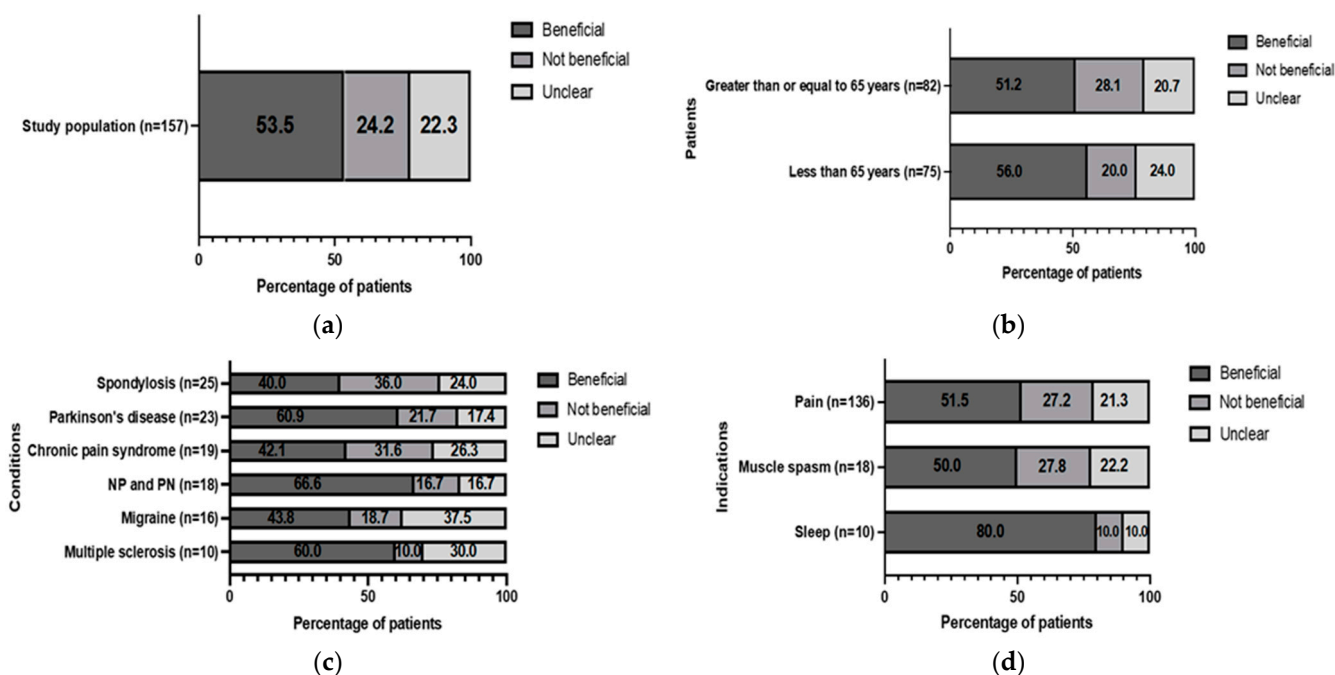 Beneficial
Not beneficial
Unclear
Study population (n=157)
53.5 24.2 22.3
0 50 100
Percentage of patients
(a)
Beneficial
Not beneficial
Unclear
Patients
Greater than or equal to 65 years (n=82) 51.2 28.1 20.7
Less than 65 years (n=75) 56.0 20.0 24.0
0 50 100
Percentage of patients
(b)
Beneficial
Not beneficial
Unclear
Conditions
Spondylosis (n=25) 40.0 36.0 24.0
Parkinson's disease (n=23) 60.9 21.7 17.4
Chronic pain syndrome (n=19) 42.1 31.6 26.3
NP and PN (n=18) 66.6 16.7 16.7
Migraine (n=16) 43.8 18.7 37.5
Multiple sclerosis (n=10) 60.0 10.0 30.0
0 50 100
Percentage of patients
(c)
Beneficial
Not beneficial
Unclear
Indications
Pain (n=136) 51.5 27.2 21.3
Muscle spasm (n=18) 50.0 27.8 22.2
Sleep (n=10) 80.0 10.0 10.0
0 50 100
Percentage of patients
(d)